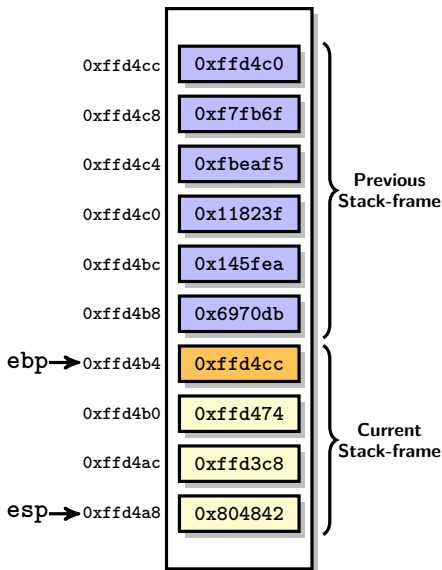 0xffd4cc 0xffd4c0
0xffd4c8 0xf7fb6f
0xffd4c4 0xfbeaf5
Previous
Stack-frame
0xffd4c0 0x11823f
0xffd4bc 0x145fea
0xffd4b8 0x6970db
ebp 0xffd4b4 0xffd4cc
0xffd4b0 0xffd474
Current
Stack-frame
0xffd4ac 0xffd3c8
esp 0xffd4a8 0x804842